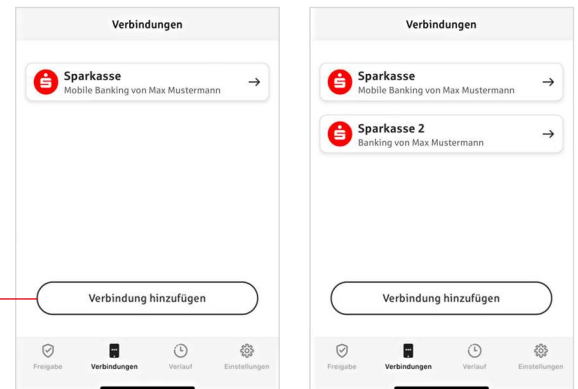 Verbindungen
Sparkasse
Mobile Banking von Max Mustermann
Verbindung hinzufügen
Freigabe
Verbindungen
Verlauf
Einstellungen
Verbindungen
Sparkasse
Mobile Banking von Max Mustermann
Sparkasse 2
Banking von Max Mustermann
Verbindung hinzufügen
Freigabe
Verbindungen
Verlauf
Einstellungen